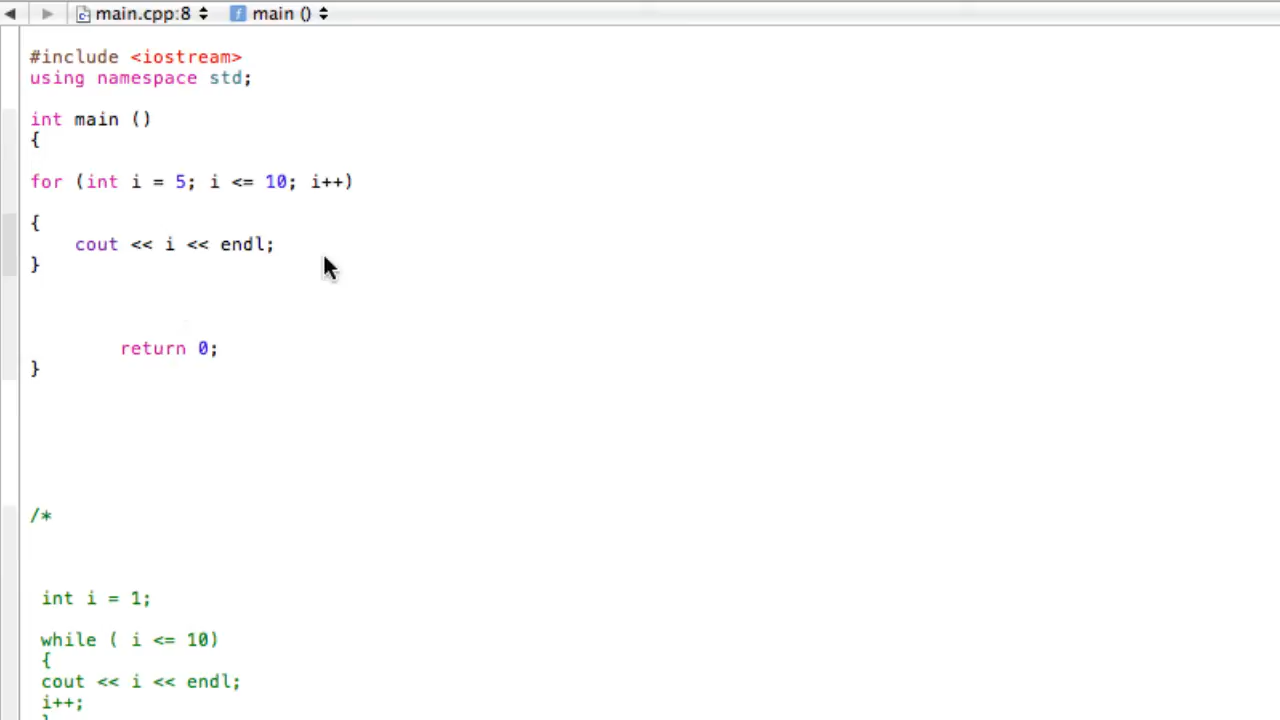 main.cpp:8 main ()
#include <iostream>
using namespace std;
int main ()
{
for (int i = 5; i <= 10; i++)
{
cout << i << endl;
}
return 0;
}
/*
int i = 1;
while ( i <= 10)
{
cout << i << endl;
i++;
}